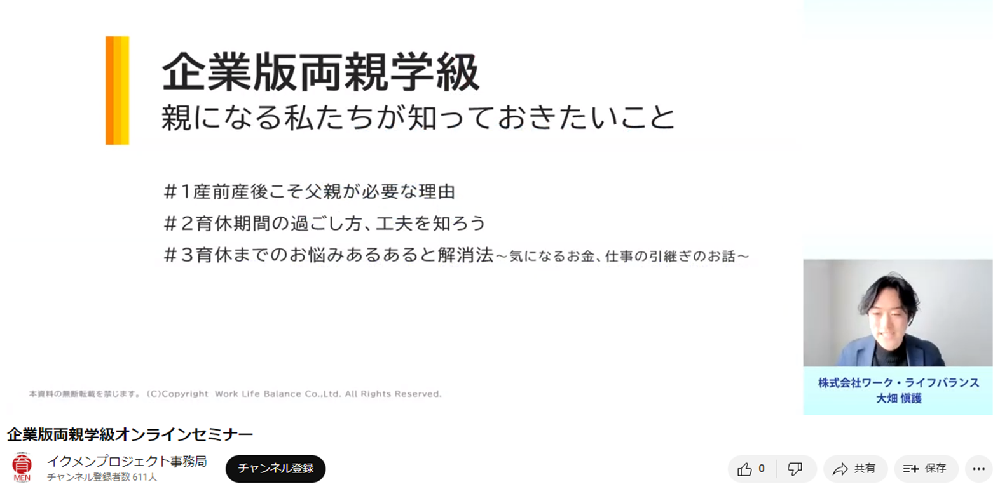 企業版両親学級
親になる私たちが知っておきたいこと
＃１産前産後こそ父親が必要な理由
＃２育休期間の過ごし方、工夫を知ろう
＃３育休までのお悩みあるあると解消法～気になるお金、仕事の引継ぎのお話～
本資料の無断転載を禁じます。 (C)Copyright Work Life Balance Co.,Ltd. All Rights Reserved.
株式会社ワーク・ライフバランス
大畑 愼護
企業版両親学級オンラインセミナー
育
MEN
イクメンプロジェクト事務局
チャンネル登録者数 611人
チャンネル登録
0
共有
保存